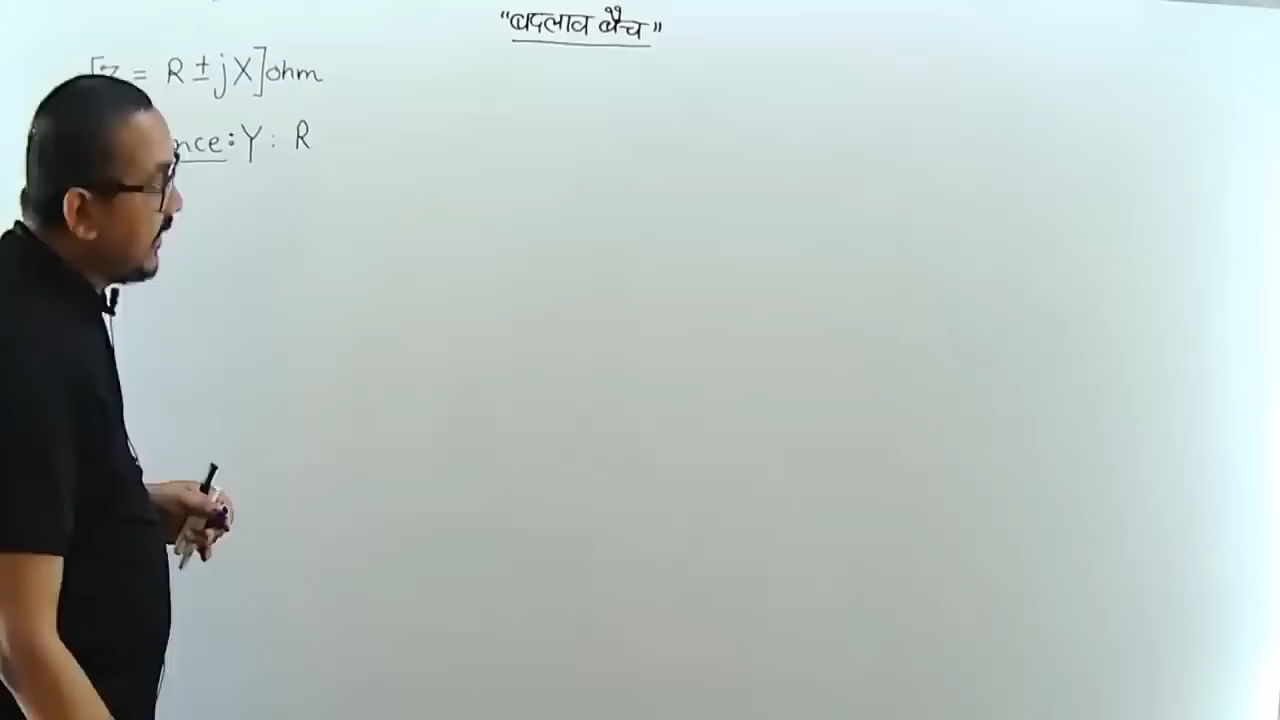 "बदलाव बैच"
[Z = R ± jX] ohm
nce : Y : R